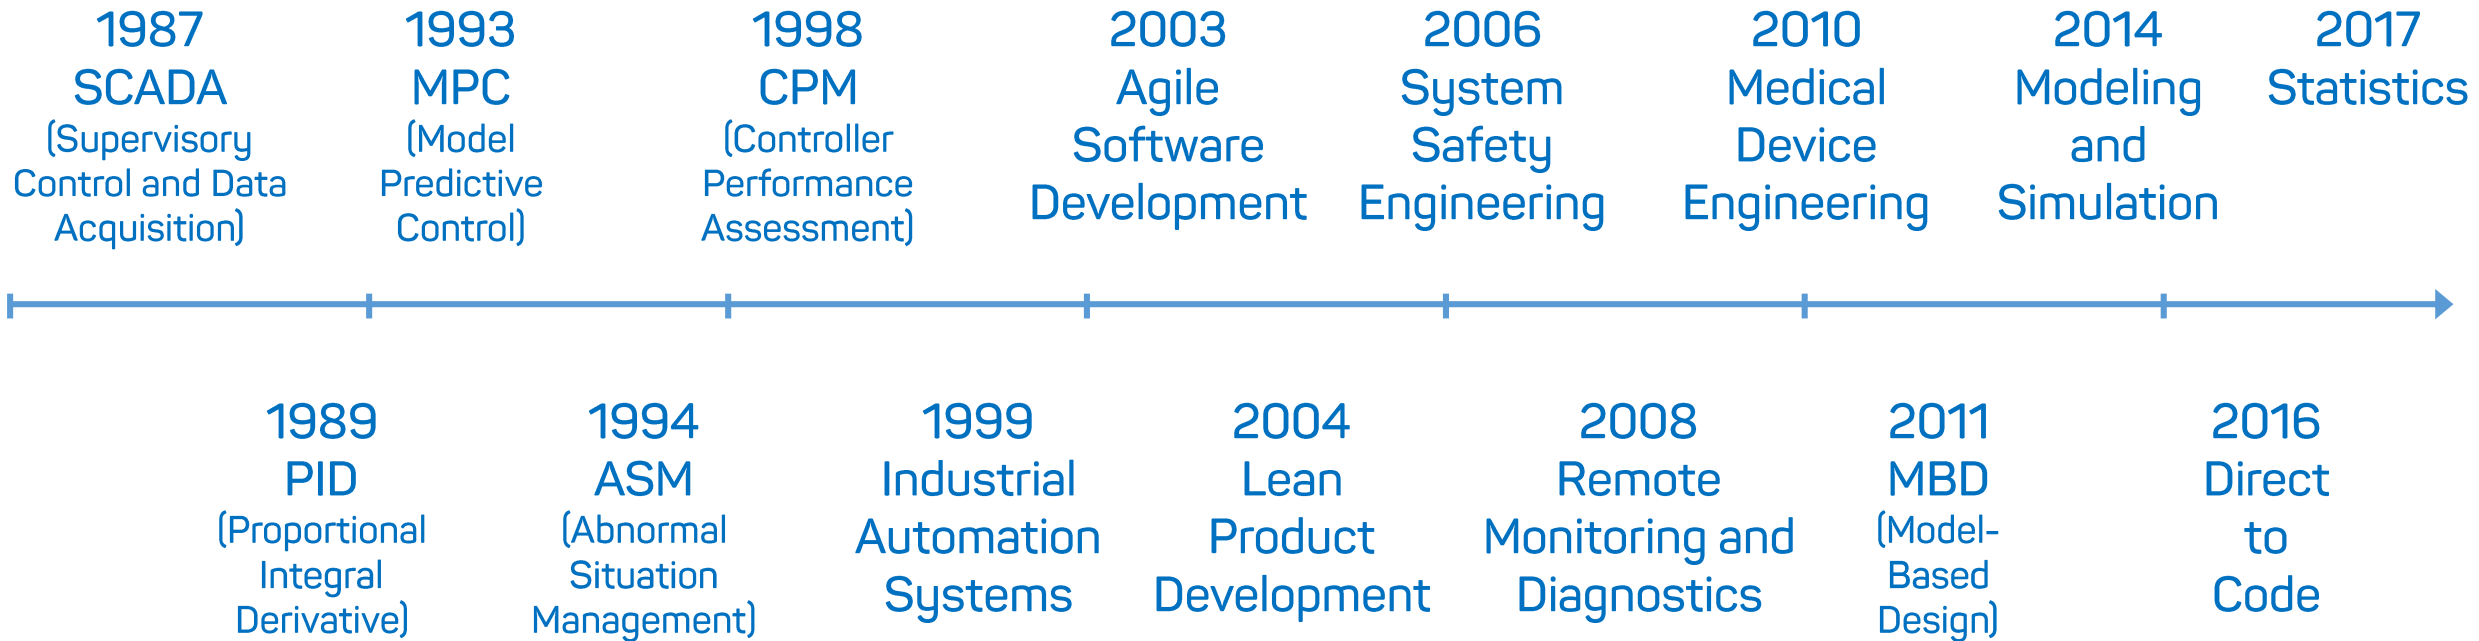 1987
SCADA
(Supervisory
Control and Data
Acquisition)
1993
MPC
(Model
Predictive
Control)
1998
CPM
(Controller
Performance
Assessment)
2003
Agile
Software
Development
2006
System
Safety
Engineering
2010
Medical
Device
Engineering
2014
Modeling
and
Simulation
2017
Statistics
1989
PID
(Proportional
Integral
Derivative)
1994
ASM
(Abnormal
Situation
Management)
1999
Industrial
Automation
Systems
2004
Lean
Product
Development
2008
Remote
Monitoring and
Diagnostics
2011
MBD
(Model-
Based
Design)
2016
Direct
to
Code